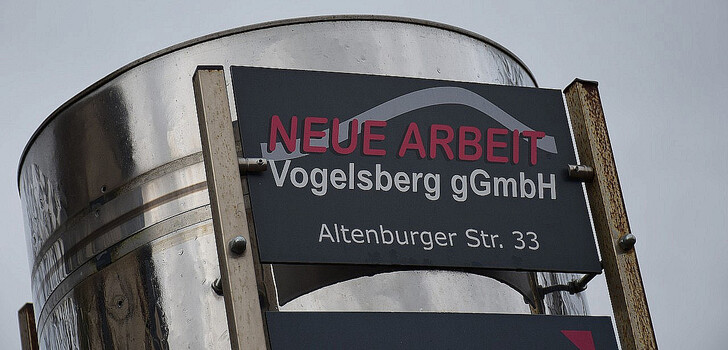 NEUE ARBEIT
Vogelsberg gGmbH
Altenburger Str. 33